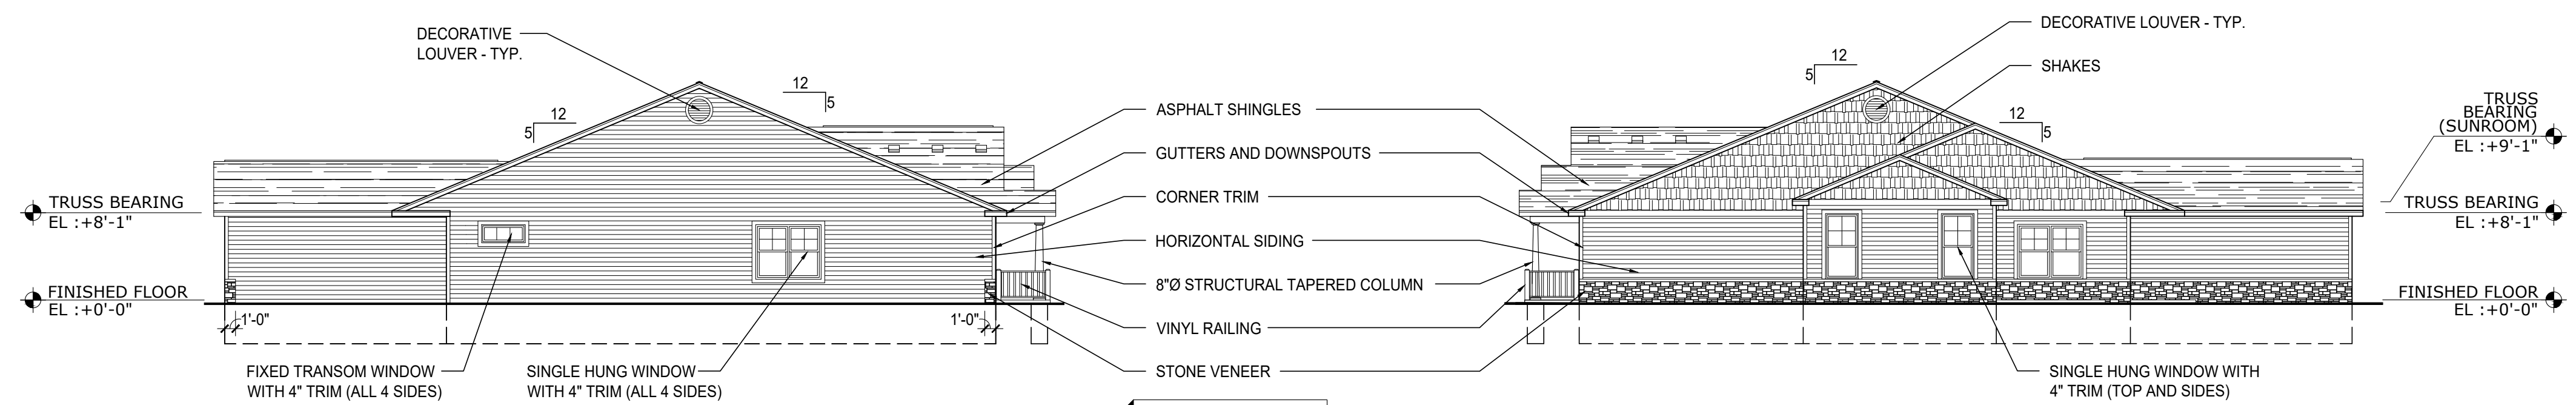 DECORATIVE
LOUVER - TYP.
12
5
12
5
TRUSS BEARING
EL :+8'-1"
FINISHED FLOOR
EL :+0'-0"
1'-0"
1'-0"
FIXED TRANSOM WINDOW
WITH 4" TRIM (ALL 4 SIDES)
SINGLE HUNG WINDOW
WITH 4" TRIM (ALL 4 SIDES)
ASPHALT SHINGLES
GUTTERS AND DOWNSPOUTS
CORNER TRIM
HORIZONTAL SIDING
8"Ø STRUCTURAL TAPERED COLUMN
VINYL RAILING
STONE VENEER
DECORATIVE LOUVER - TYP.
SHAKES
12
5
12
5
TRUSS
BEARING
(SUNROOM)
EL :+9'-1"
TRUSS BEARING
EL :+8'-1"
FINISHED FLOOR
EL :+0'-0"
SINGLE HUNG WINDOW WITH
4" TRIM (TOP AND SIDES)